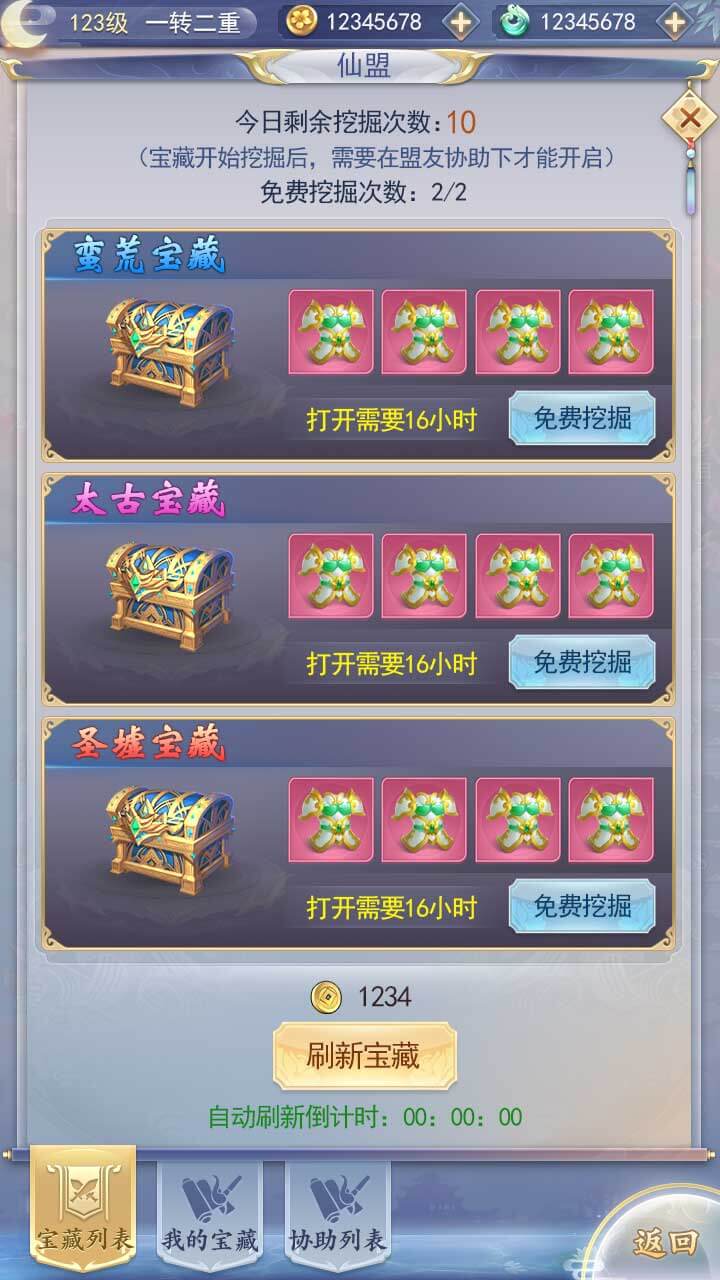 123级 一转二重 12345678 12345678
仙盟
今日剩余挖掘次数:10
（宝藏开始挖掘后，需要在盟友协助下才能开启）
免费挖掘次数：2/2
蛮荒宝藏
打开需要16小时 免费挖掘
太古宝藏
打开需要16小时 免费挖掘
圣墟宝藏
打开需要16小时 免费挖掘
1234
刷新宝藏
自动刷新倒计时：00：00：00
宝藏列表 我的宝藏 协助列表 返回